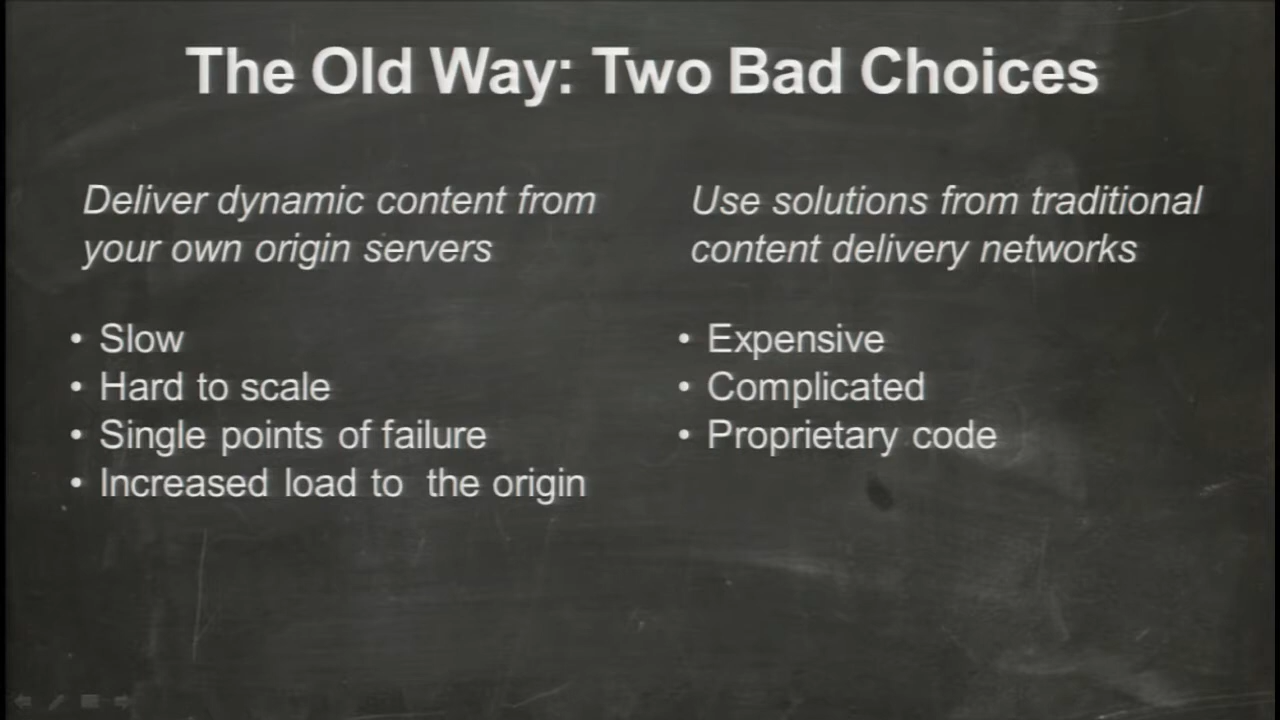 The Old Way: Two Bad Choices
Deliver dynamic content from
your own origin servers
• Slow
• Hard to scale
• Single points of failure
• Increased load to  the origin
Use solutions from traditional
content delivery networks
• Expensive
• Complicated
• Proprietary code